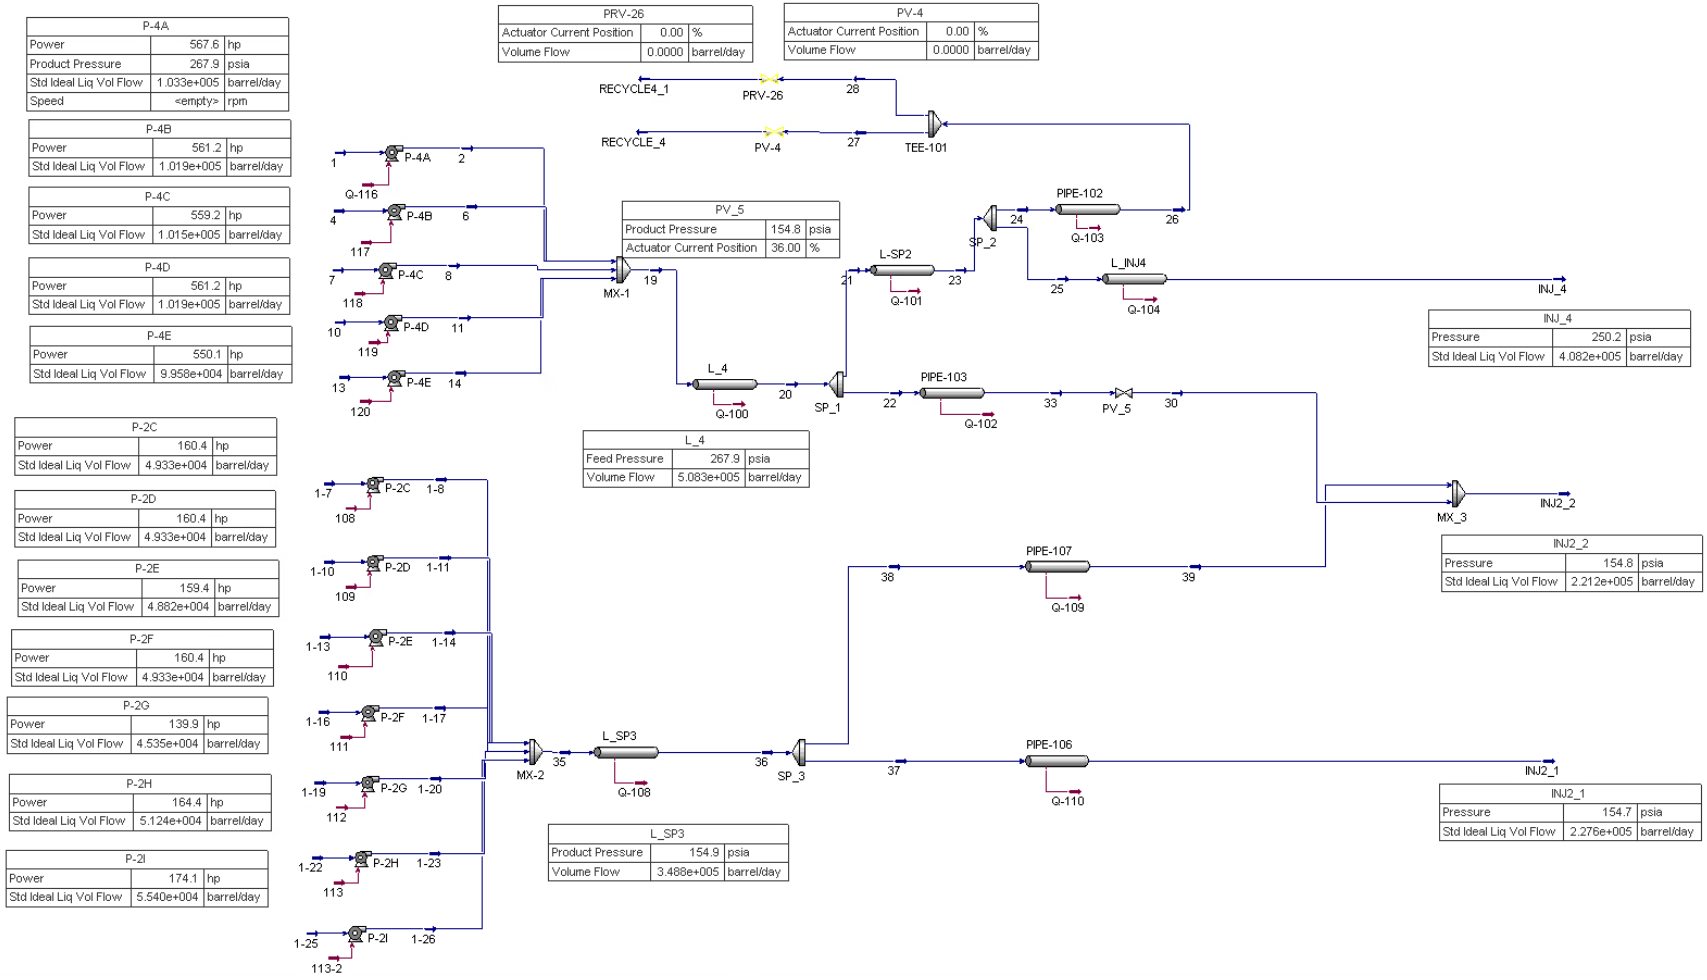 P-4A
Power 567.6 hp
Product Pressure 267.9 psia
Std Ideal Liq Vol Flow 1.033e+005 barrel/day
Speed <empty> rpm
PRV-26
Actuator Current Position 0.00 %
Volume Flow 0.0000 barrel/day
PV-4
Actuator Current Position 0.00 %
Volume Flow 0.0000 barrel/day
P-4B
Power 561.2 hp
Std Ideal Liq Vol Flow 1.019e+005 barrel/day
P-4C
Power 559.2 hp
Std Ideal Liq Vol Flow 1.015e+005 barrel/day
P-4D
Power 561.2 hp
Std Ideal Liq Vol Flow 1.019e+005 barrel/day
P-4E
Power 550.1 hp
Std Ideal Liq Vol Flow 9.958e+004 barrel/day
P-2C
Power 160.4 hp
Std Ideal Liq Vol Flow 4.933e+004 barrel/day
P-2D
Power 160.4 hp
Std Ideal Liq Vol Flow 4.933e+004 barrel/day
P-2E
Power 159.4 hp
Std Ideal Liq Vol Flow 4.882e+004 barrel/day
P-2F
Power 160.4 hp
Std Ideal Liq Vol Flow 4.933e+004 barrel/day
P-2G
Power 139.9 hp
Std Ideal Liq Vol Flow 4.535e+004 barrel/day
P-2H
Power 164.4 hp
Std Ideal Liq Vol Flow 5.124e+004 barrel/day
P-2I
Power 174.1 hp
Std Ideal Liq Vol Flow 5.540e+004 barrel/day
RECYCLE4_1
PRV-26
28
RECYCLE_4
PV-4
27
TEE-101
1
P-4A
2
Q-116
4
P-4B
6
117
7
P-4C
8
118
10
P-4D
11
119
13
P-4E
14
120
MX-1
19
PV_5
Product Pressure 154.8 psia
Actuator Current Position 36.00 %
L_4
Q-100
20
SP_1
21
L-SP2
Q-101
23
SP_2
24
PIPE-102
Q-103
26
25
L_INJ4
Q-104
INJ_4
INJ_4
Pressure 250.2 psia
Std Ideal Liq Vol Flow 4.082e+005 barrel/day
22
PIPE-103
Q-102
33
PV_5
30
L_4
Feed Pressure 267.9 psia
Volume Flow 5.083e+005 barrel/day
1-7
P-2C
1-8
108
1-10
P-2D
1-11
109
1-13
P-2E
1-14
110
1-16
P-2F
1-17
111
1-19
P-2G
1-20
112
1-22
P-2H
1-23
113
1-25
P-2I
1-26
113-2
MX-2
35
L_SP3
Q-108
36
SP_3
38
PIPE-107
Q-109
39
MX_3
INJ2_2
INJ2_2
Pressure 154.8 psia
Std Ideal Liq Vol Flow 2.212e+005 barrel/day
37
PIPE-106
Q-110
INJ2_1
INJ2_1
Pressure 154.7 psia
Std Ideal Liq Vol Flow 2.276e+005 barrel/day
L_SP3
Product Pressure 154.9 psia
Volume Flow 3.488e+005 barrel/day